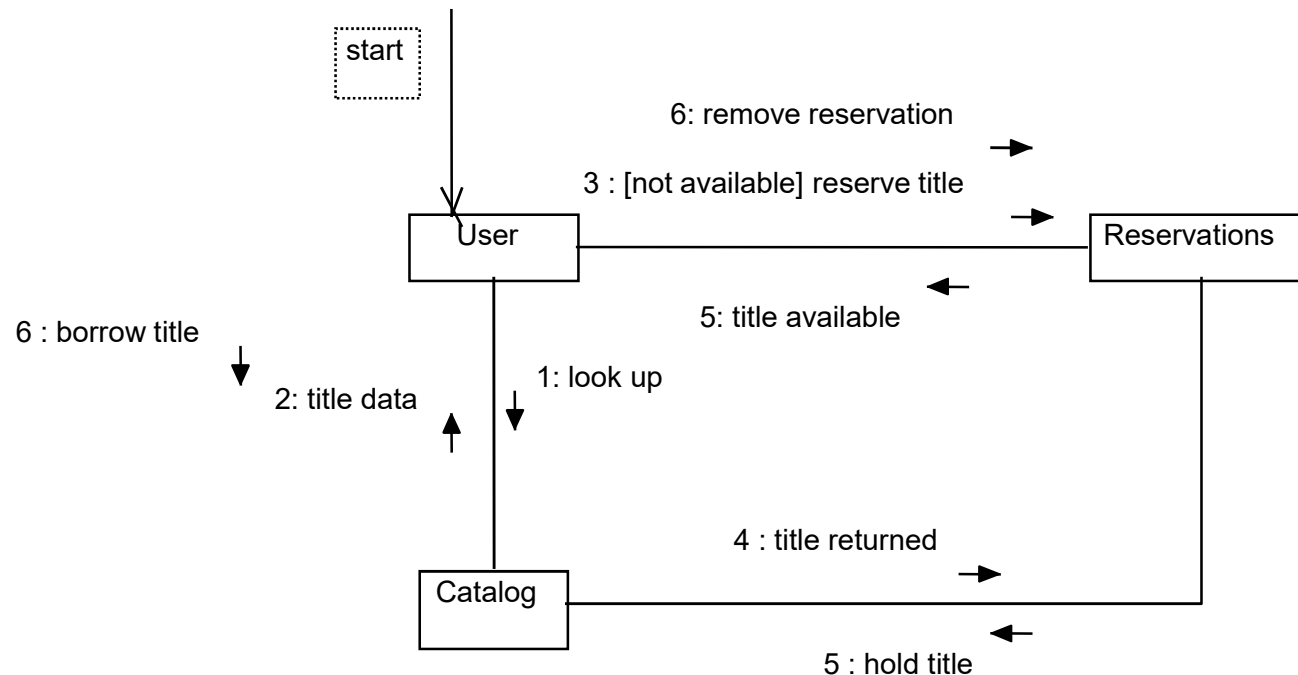 start
6: remove reservation
3 : [not available] reserve title
User
Reservations
5: title available
6 : borrow title
1: look up
2: title data
4 : title returned
Catalog
5 : hold title